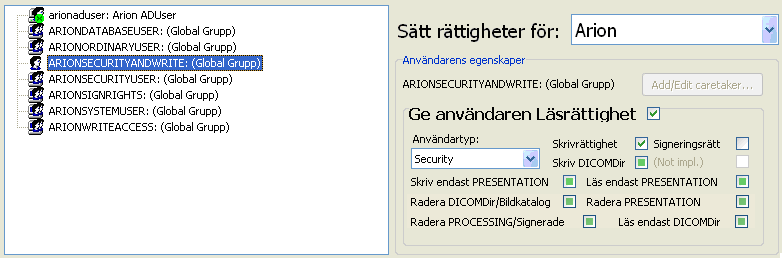 arionaduser: Arion ADUser
ARIONDATABASEUSER: (Global Grupp)
ARIONORDINARYUSER: (Global Grupp)
ARIONSECURITYANDWRITE: (Global Grupp)
ARIONSECURITYUSER: (Global Grupp)
ARIONSIGNRIGHTS: (Global Grupp)
ARIONSYSTEMUSER: (Global Grupp)
ARIONWRITEACCESS: (Global Grupp)
Sätt rättigheter för: Arion
Användarens egenskaper
ARIONSECURITYANDWRITE: (Global Grupp) Add/Edit caretaker...
Ge användaren Läsrättighet
Användartyp: Skrivrättighet Signeringsrätt
Security Skriv DICOMDir (Not impl.)
Skriv endast PRESENTATION Läs endast PRESENTATION
Radera DICOMDir/Bildkatalog Radera PRESENTATION
Radera PROCESSING/Signerade Läs endast DICOMDir